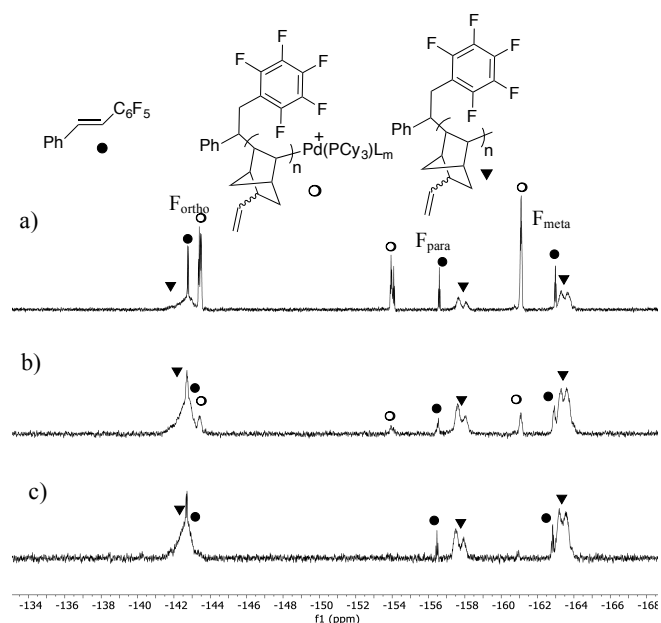 F F F F F
F F F F F
C6F5
Ph
Ph
n
+
Pd(PCy3)Lm
Ph
n
Fortho
Fpara
Fmeta
a)
b)
c)
-134 -136 -138 -140 -142 -144 -146 -148 -150 -152 -154 -156 -158 -160 -162 -164 -166 -168
f1 (ppm)